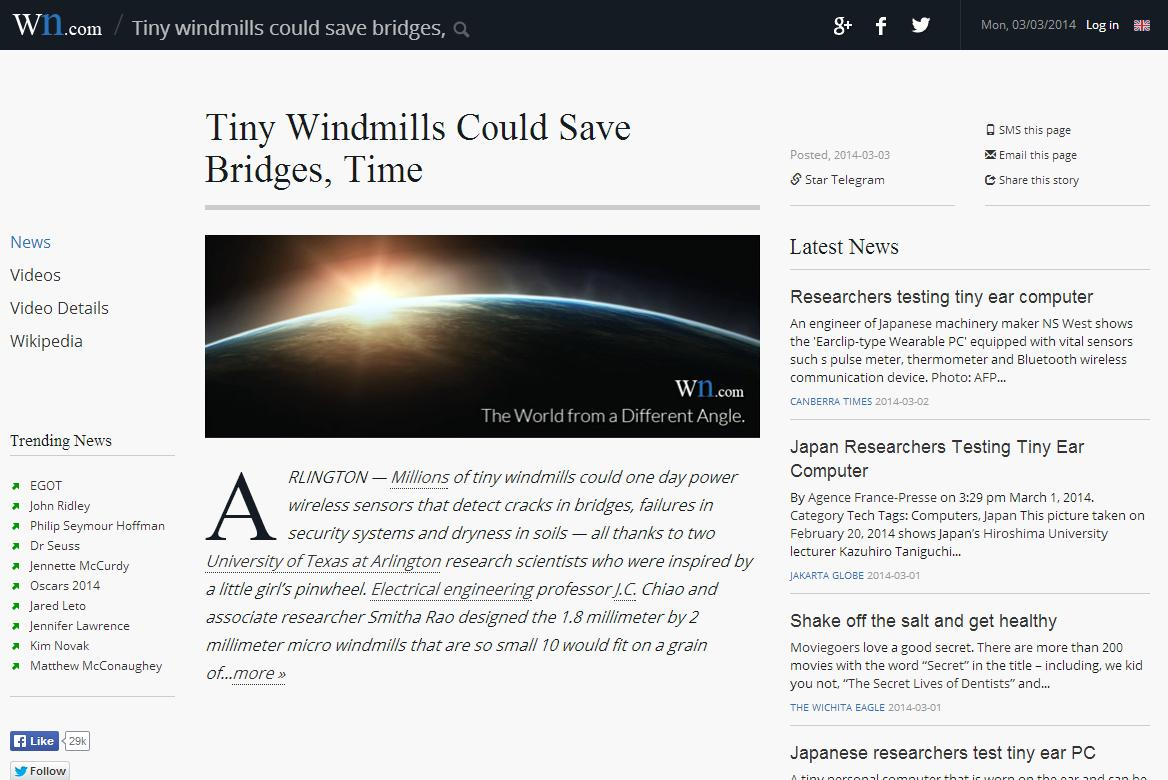 Wn.com / Tiny windmills could save bridges,
Mon, 03/03/2014 Log in
Tiny Windmills Could Save
Bridges, Time
Posted, 2014-03-03
Star Telegram
SMS this page
Email this page
Share this story
News
Videos
Video Details
Wikipedia
Trending News
EGOT
John Ridley
Philip Seymour Hoffman
Dr Seuss
Jennette McCurdy
Oscars 2014
Jared Leto
Jennifer Lawrence
Kim Novak
Matthew McConaughey
Like 29k
Follow
Wn.com
The World from a Different Angle.
ARLINGTON — Millions of tiny windmills could one day power
wireless sensors that detect cracks in bridges, failures in
security systems and dryness in soils — all thanks to two
University of Texas at Arlington research scientists who were inspired by
a little girl’s pinwheel. Electrical engineering professor J.C. Chiao and
associate researcher Smitha Rao designed the 1.8 millimeter by 2
millimeter micro windmills that are so small 10 would fit on a grain
of...more »
Latest News
Researchers testing tiny ear computer
An engineer of Japanese machinery maker NS West shows
the 'Earclip-type Wearable PC' equipped with vital sensors
such s pulse meter, thermometer and Bluetooth wireless
communication device. Photo: AFP...
CANBERRA TIMES 2014-03-02
Japan Researchers Testing Tiny Ear
Computer
By Agence France-Presse on 3:29 pm March 1, 2014.
Category Tech Tags: Computers, Japan This picture taken on
February 20, 2014 shows Japan’s Hiroshima University
lecturer Kazuhiro Taniguchi...
JAKARTA GLOBE 2014-03-01
Shake off the salt and get healthy
Moviegoers love a good secret. There are more than 200
movies with the word “Secret” in the title – including, we kid
you not, “The Secret Lives of Dentists” and...
THE WICHITA EAGLE 2014-03-01
Japanese researchers test tiny ear PC
A tiny personal computer that is worn on the ear and can be